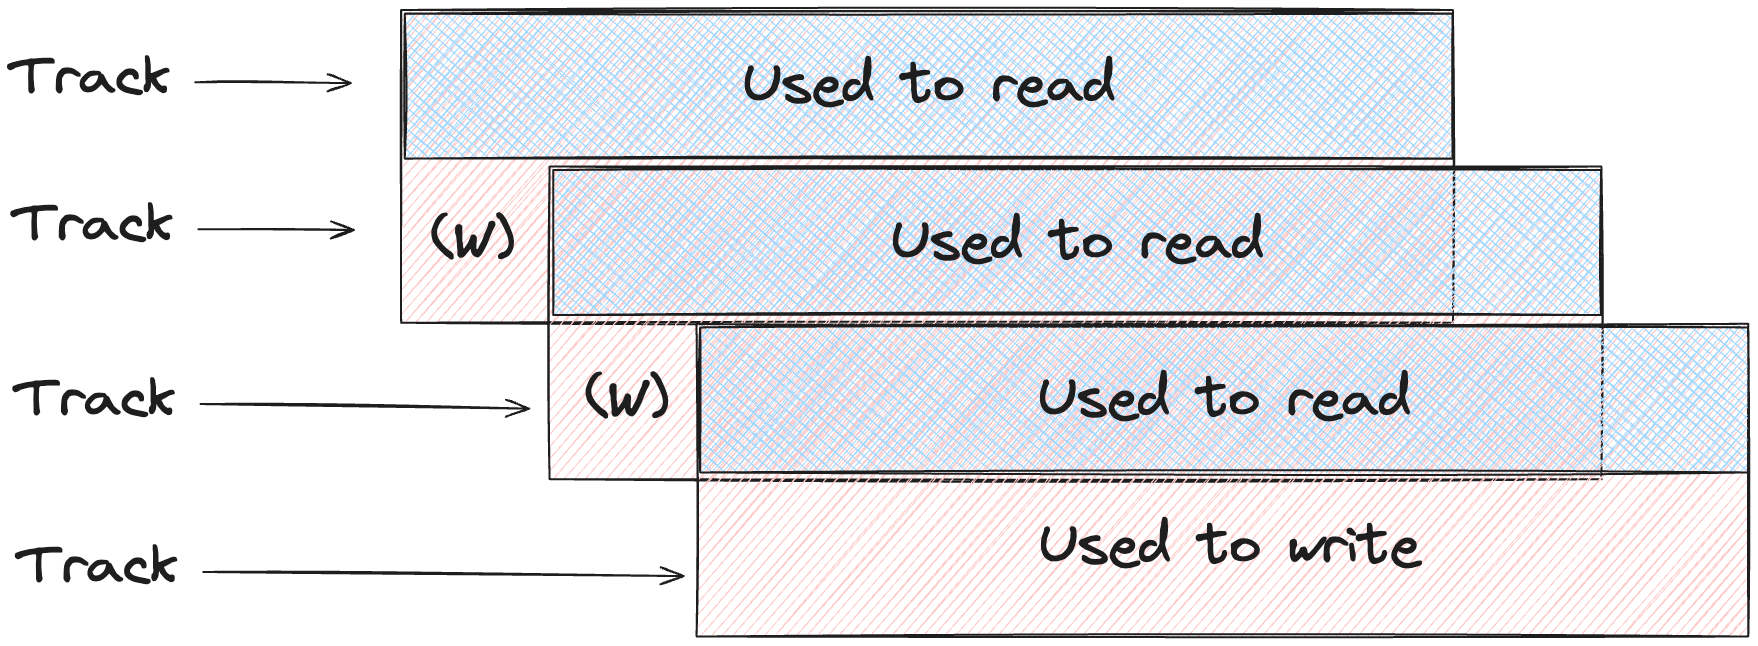 Track
Used to read
Track
(W)
Used to read
Track
(W)
Used to read
Track
Used to write